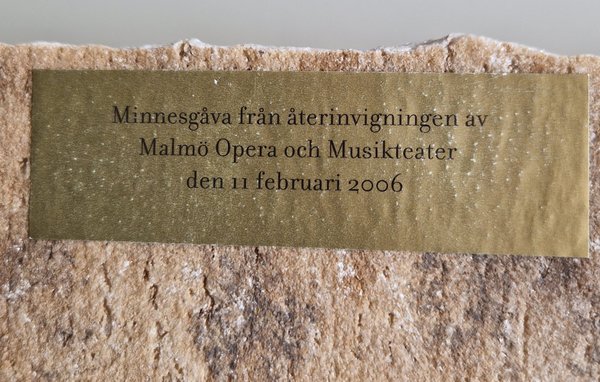 Minnesgåva från återinvigningen av
Malmö Opera och Musikteater
den 11 februari 2006